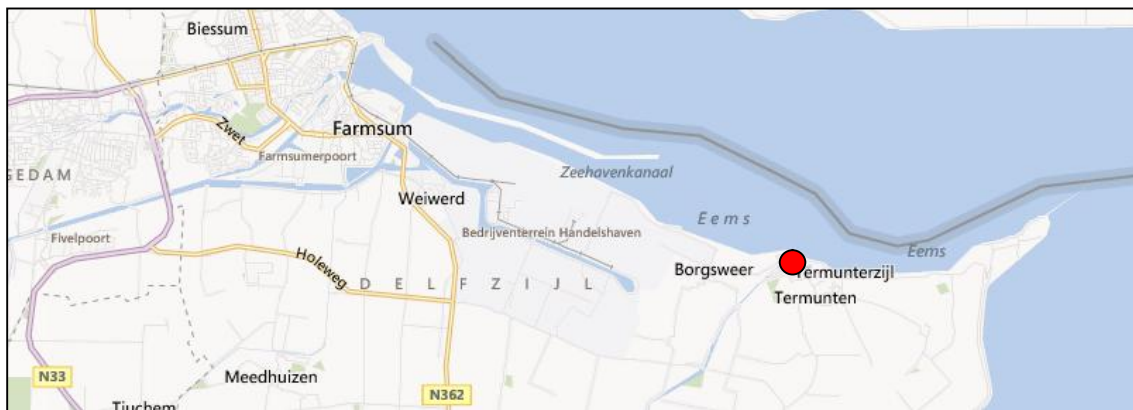 Biessum
Zwet
Farmsum
Farmsumerpoort
Zeehavenkanaal
GEDAM
Weiwerd
Eems
Fivelpoort
Bedrijventerrein Handelshaven
Eems
Holeweg
Borgsweer
Termunterzijl
DELFZIJL
Termunten
N33
Meedhuizen
N362
Tjuchem